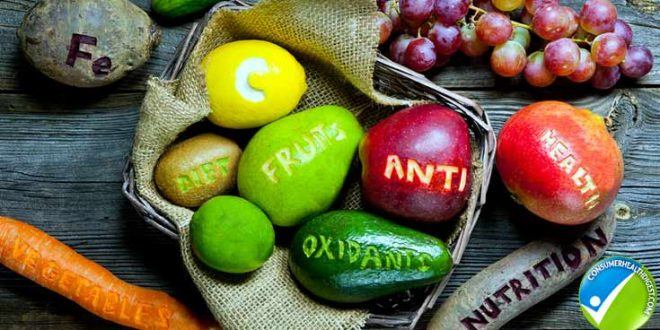 Fe
C
DIET
FRUITS
ANTI
HEALTH
OXIDANTS
VEGETABLES
NUTRITION
CONSUMERHEALTHDIGEST.COM